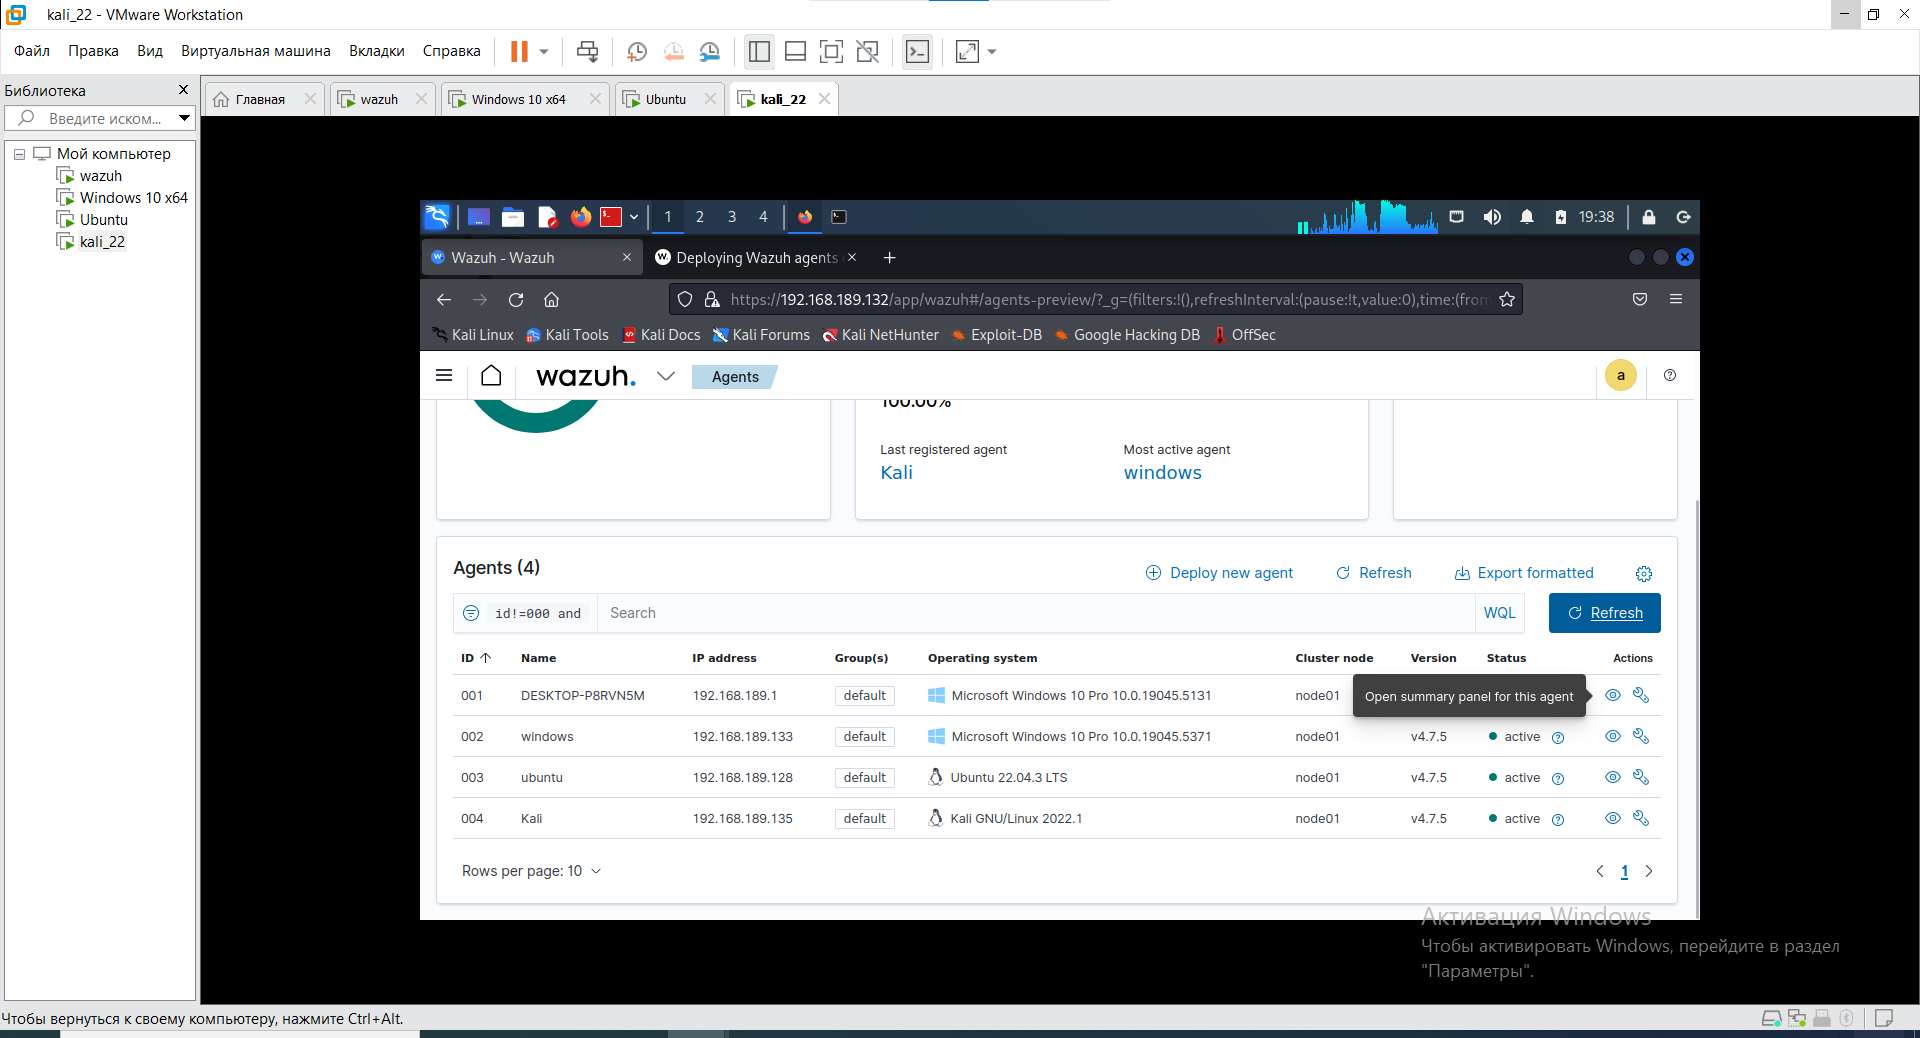 kali_22 - VMware Workstation
Файл Правка Вид Виртуальная машина Вкладки Справка
Библиотека
Введите иском...
Мой компьютер
wazuh
Windows 10 x64
Ubuntu
kali_22
Главная wazuh Windows 10 x64 Ubuntu kali_22
1 2 3 4 19:38
Wazuh - Wazuh Deploying Wazuh agents
https://192.168.189.132/app/wazuh#/agents-preview/?_g=(filters:!(),refreshInterval:(pause:!t,value:0),time:(from
Kali Linux Kali Tools Kali Docs Kali Forums Kali NetHunter Exploit-DB Google Hacking DB OffSec
wazuh. Agents a
100.00%
Last registered agent Most active agent
Kali windows
Agents (4)
Deploy new agent Refresh Export formatted
id!=000 and Search WQL Refresh
ID Name IP address Group(s) Operating system Cluster node Version Status Actions
001 DESKTOP-P8RVN5M 192.168.189.1 default Microsoft Windows 10 Pro 10.0.19045.5131 node01 Open summary panel for this agent
002 windows 192.168.189.133 default Microsoft Windows 10 Pro 10.0.19045.5371 node01 v4.7.5 active
003 ubuntu 192.168.189.128 default Ubuntu 22.04.3 LTS node01 v4.7.5 active
004 Kali 192.168.189.135 default Kali GNU/Linux 2022.1 node01 v4.7.5 active
Rows per page: 10 1
Активация Windows
Чтобы активировать Windows, перейдите в раздел
"Параметры".
Чтобы вернуться к своему компьютеру, нажмите Ctrl+Alt.